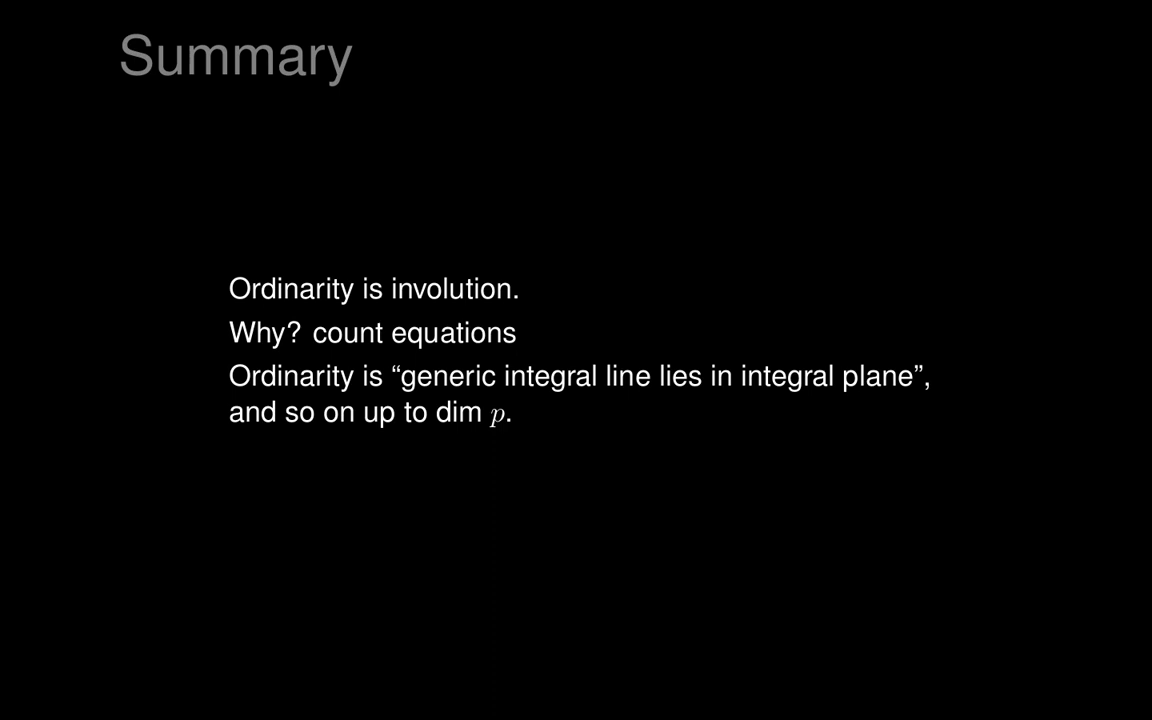 Summary
Ordinarity is involution.
Why? count equations
Ordinarity is “generic integral line lies in integral plane”,
and so on up to dim p.